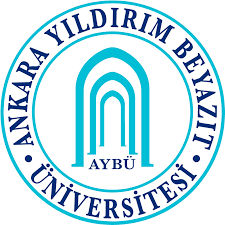 ANKARA YILDIRIM BEYAZIT
• ÜNİVERSİTESİ •
AYBÜ